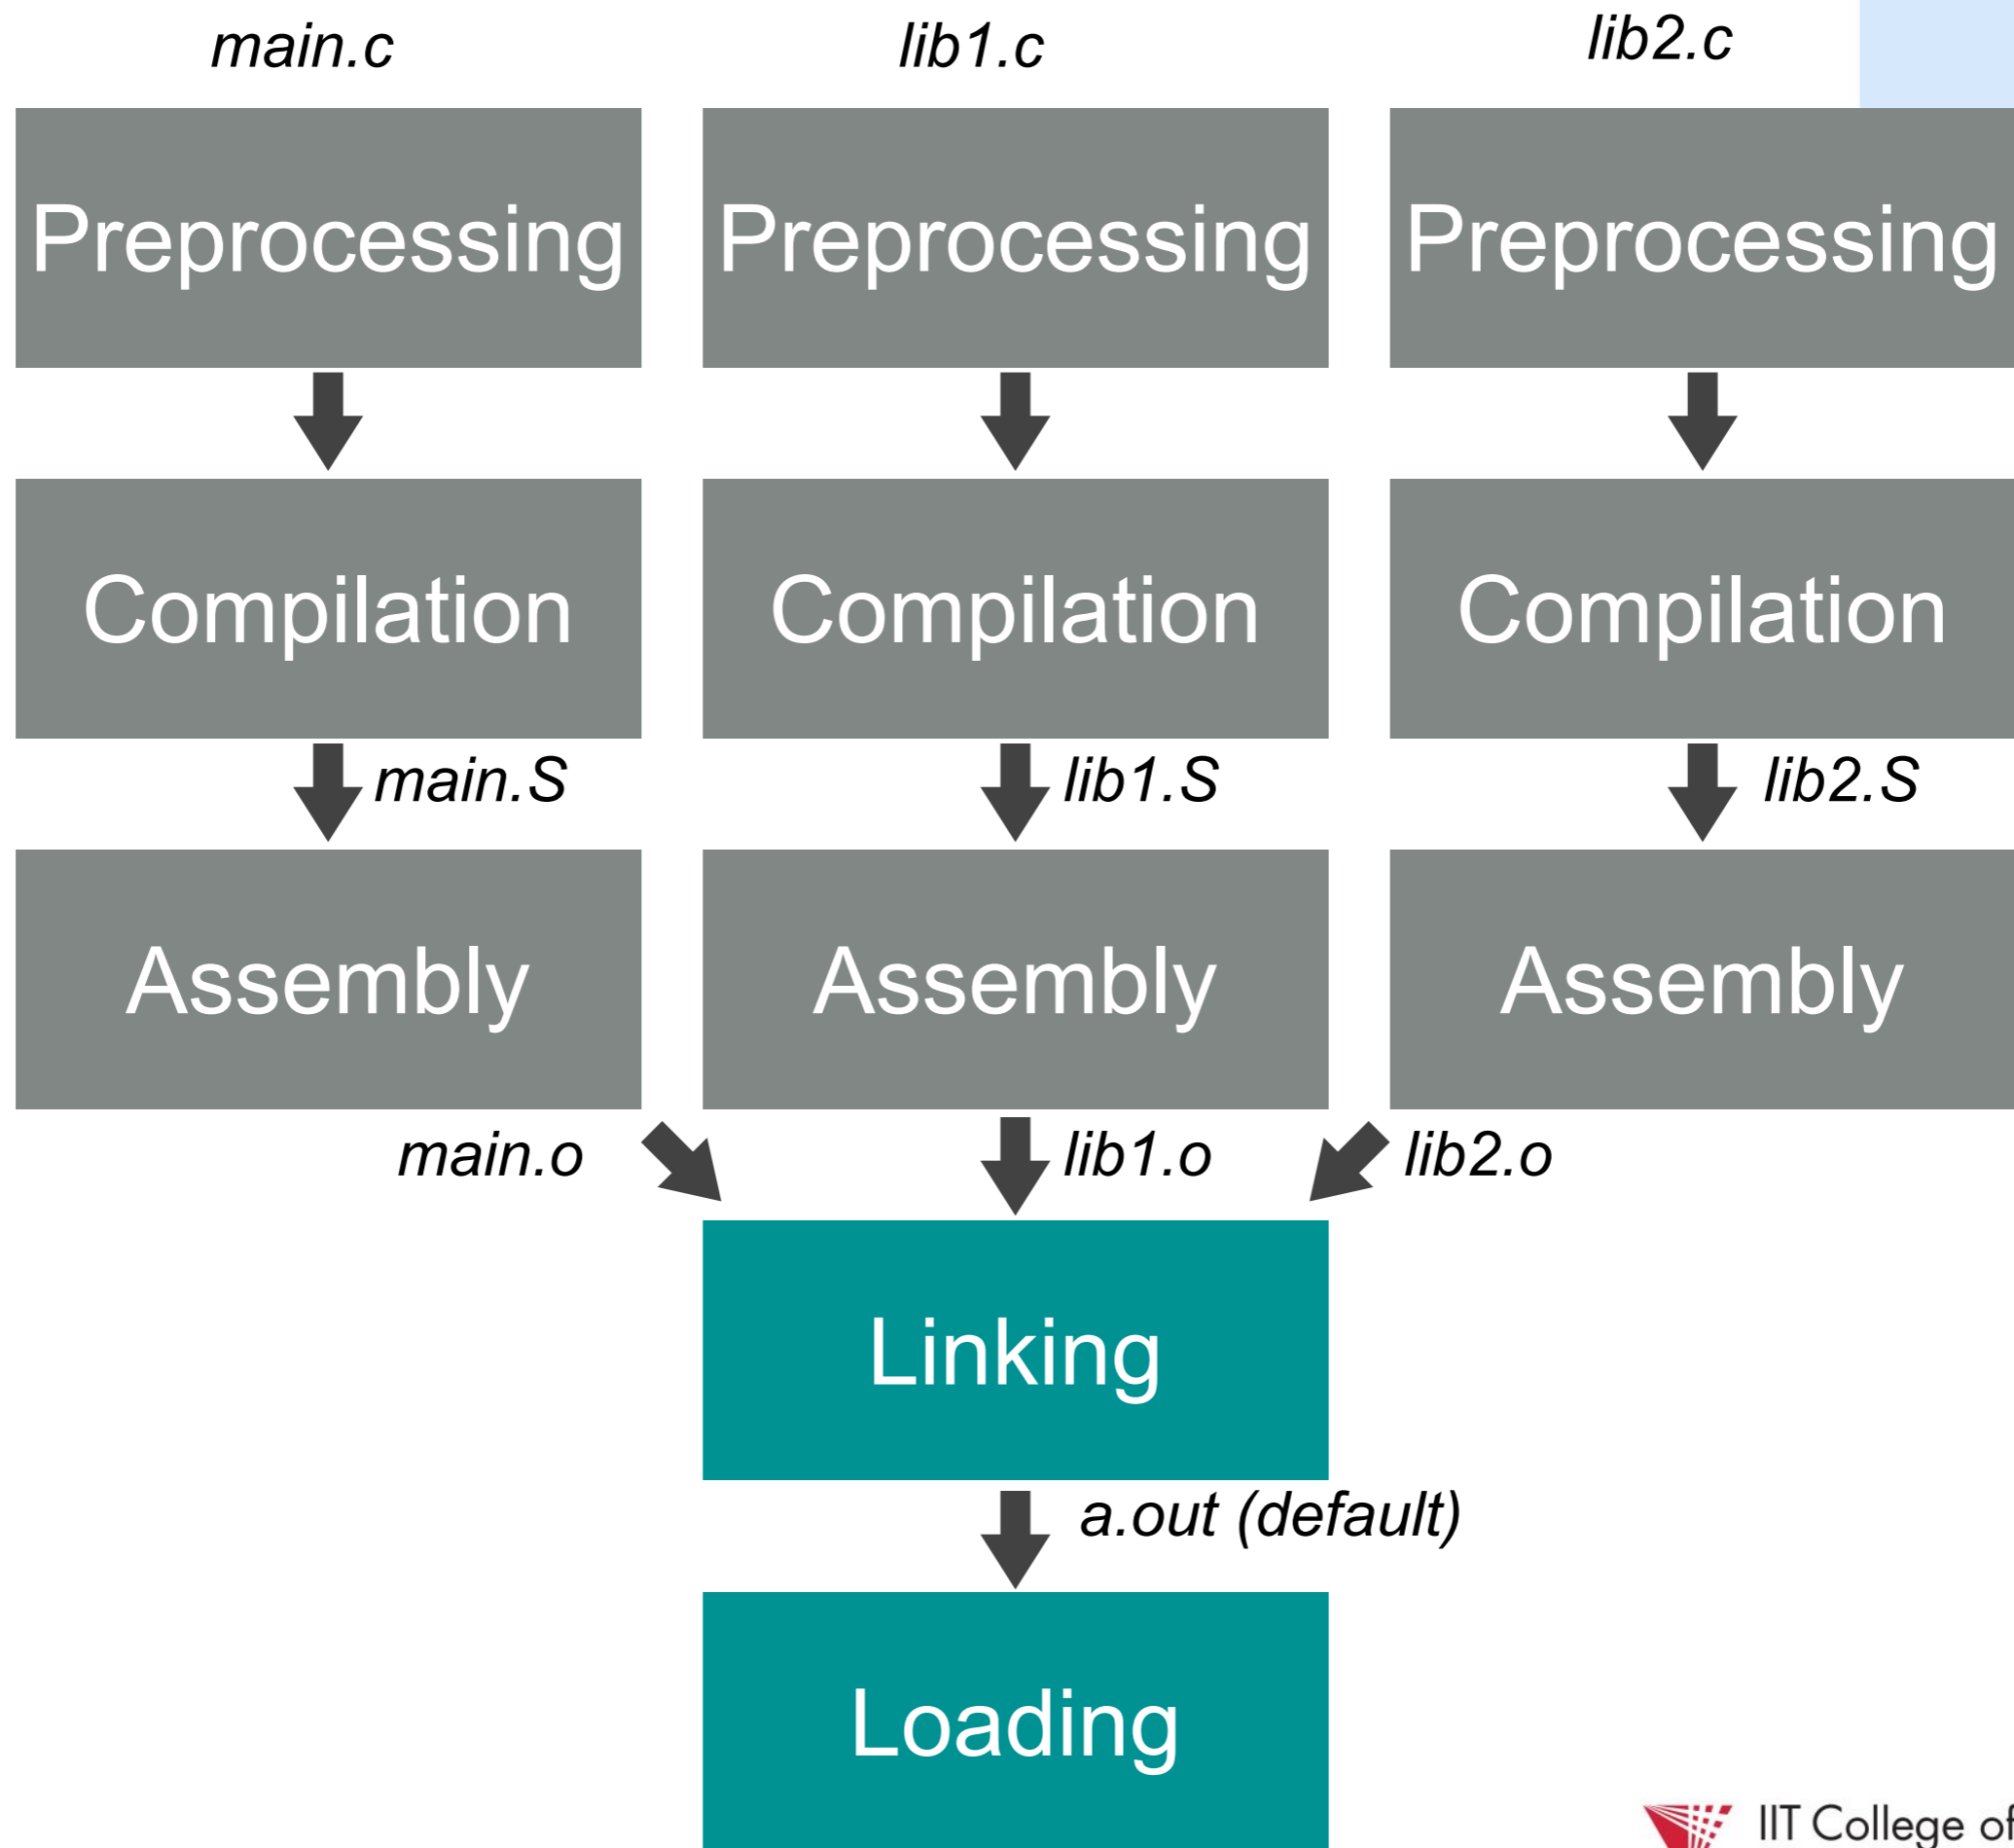 main.c
lib1.c
lib2.c
Preprocessing
Preprocessing
Preprocessing
Compilation
Compilation
Compilation
main.S
lib1.S
lib2.S
Assembly
Assembly
Assembly
main.o
lib1.o
lib2.o
Linking
a.out (default)
Loading
IIT College of